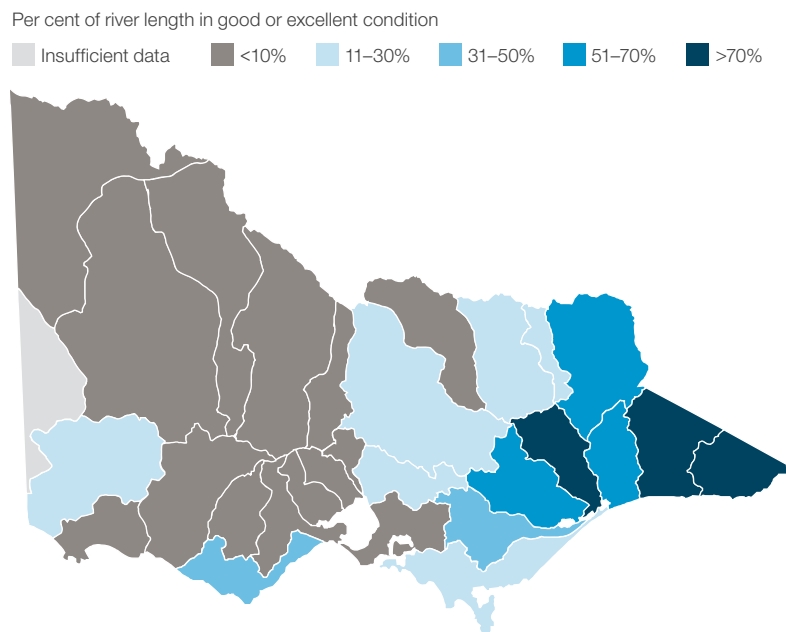 Per cent of river length in good or excellent condition
Insufficient data <10% 11–30% 31–50% 51–70% >70%